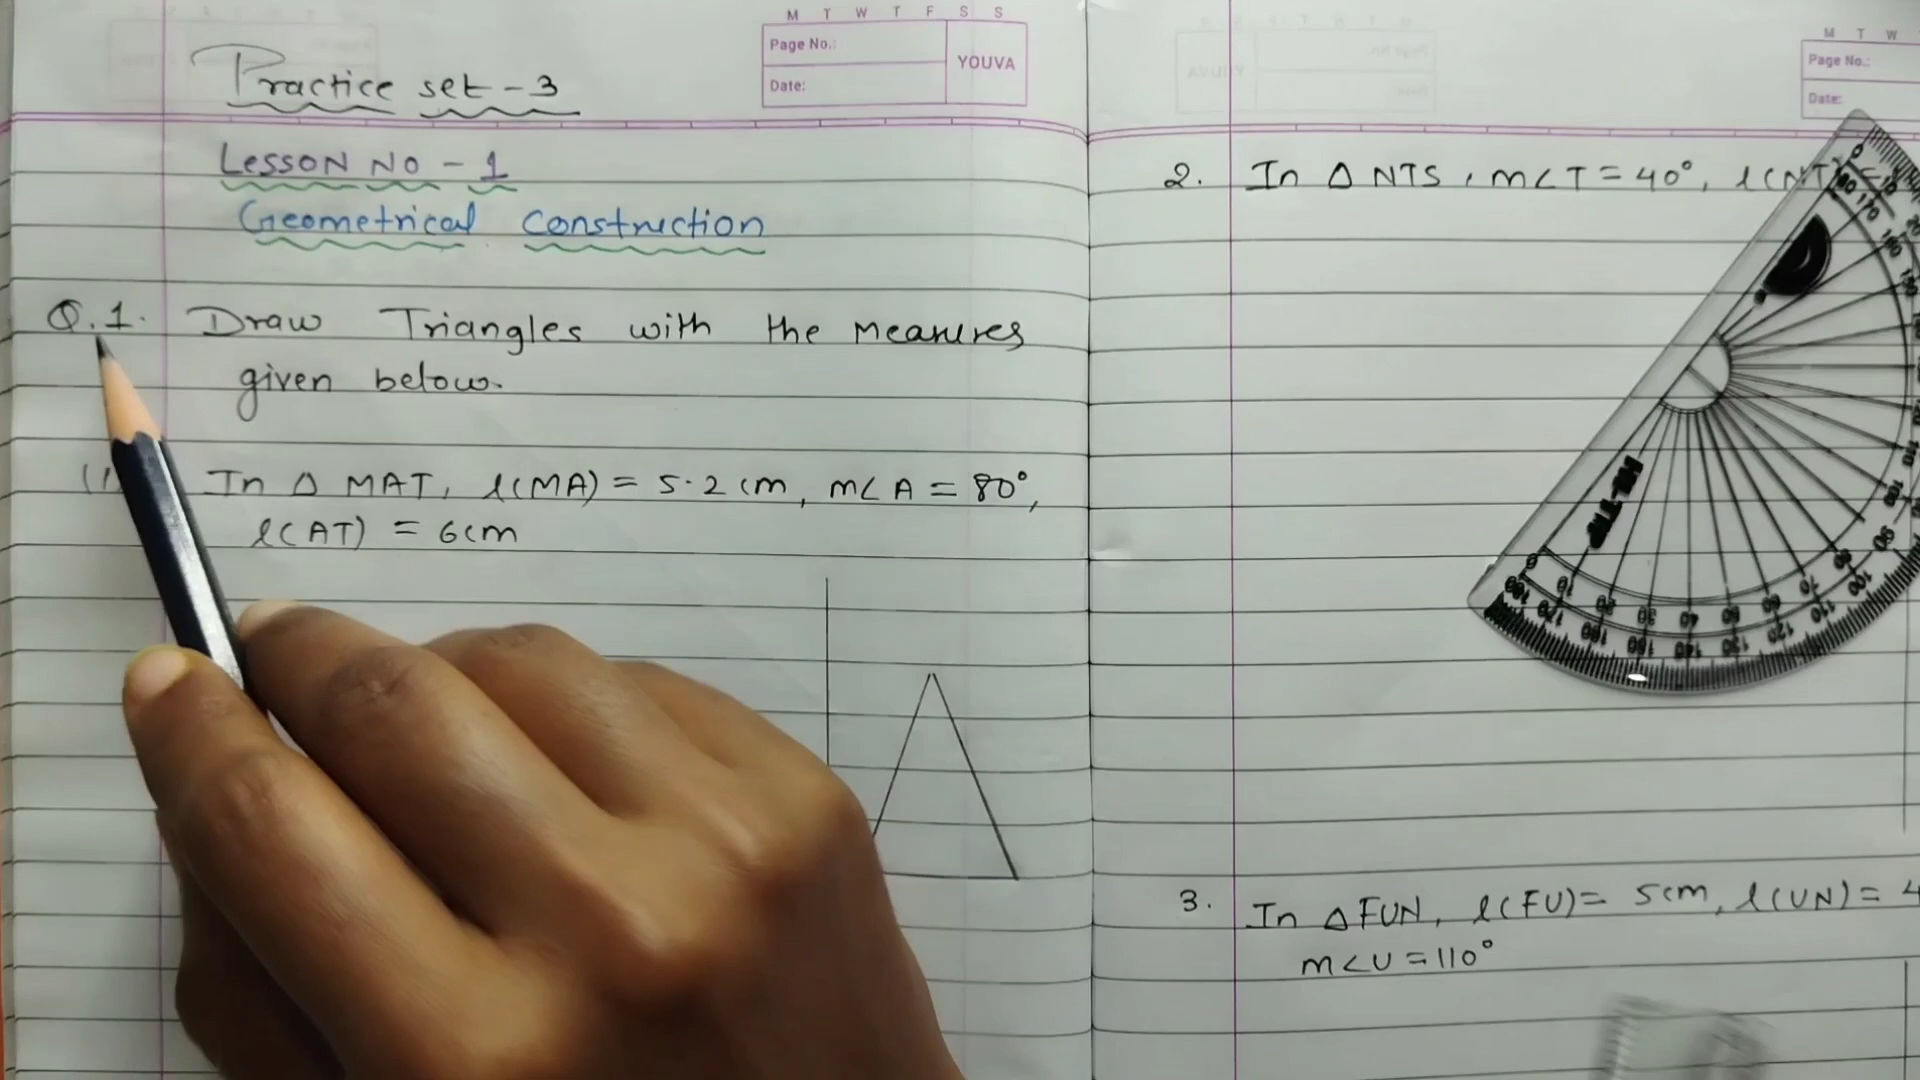 M T W T F S S
Page No.:
YOUVA
Date:
Practice set - 3
Lesson No - 1
Geometrical Construction
Q.1. Draw Triangles with the measures
given below.
In △ MAT, l(MA) = 5.2 cm, m∠A = 80°,
l(AT) = 6cm
M T W
Page No.:
Date:
2. In △ NTS, m∠T = 40°, l(NT)
3. In △ FUN, l(FU) = 5cm, l(UN) = 4
m∠U = 110°